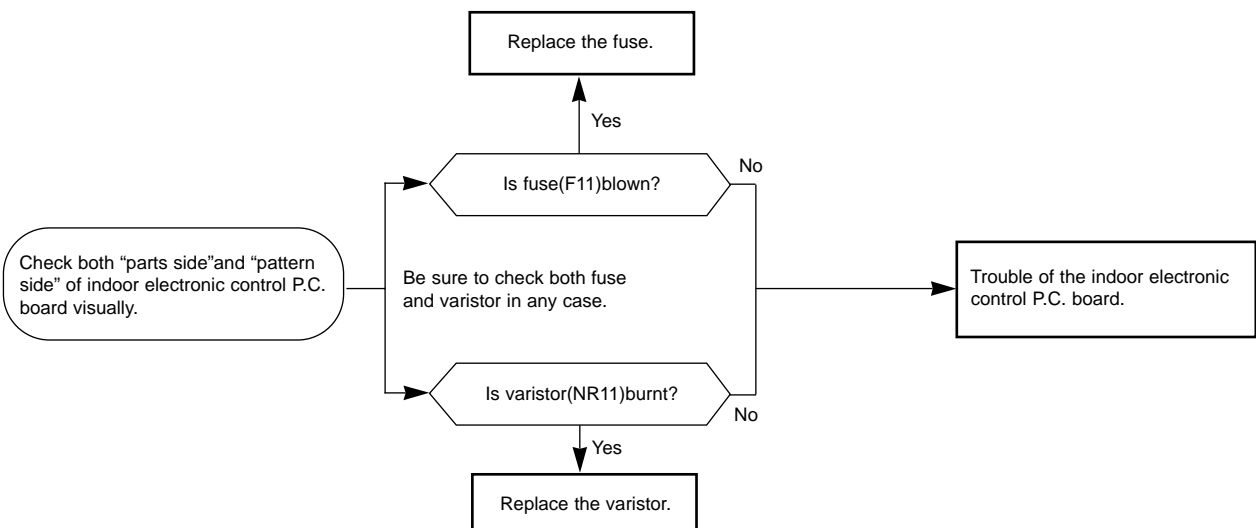 Replace the fuse.
Yes
Is fuse(F11)blown?
No
Check both “parts side”and “pattern
side” of indoor electronic control P.C.
board visually.
Be sure to check both fuse
and varistor in any case.
Trouble of the indoor electronic
control P.C. board.
Is varistor(NR11)burnt?
No
Yes
Replace the varistor.